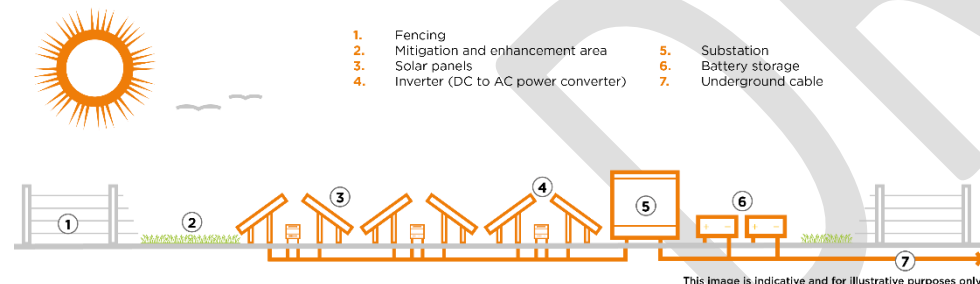 1. Fencing
2. Mitigation and enhancement area
3. Solar panels
4. Inverter (DC to AC power converter)
5. Substation
6. Battery storage
7. Underground cable
1
2
3
4
5
6
7
This image is indicative and for illustrative purposes only